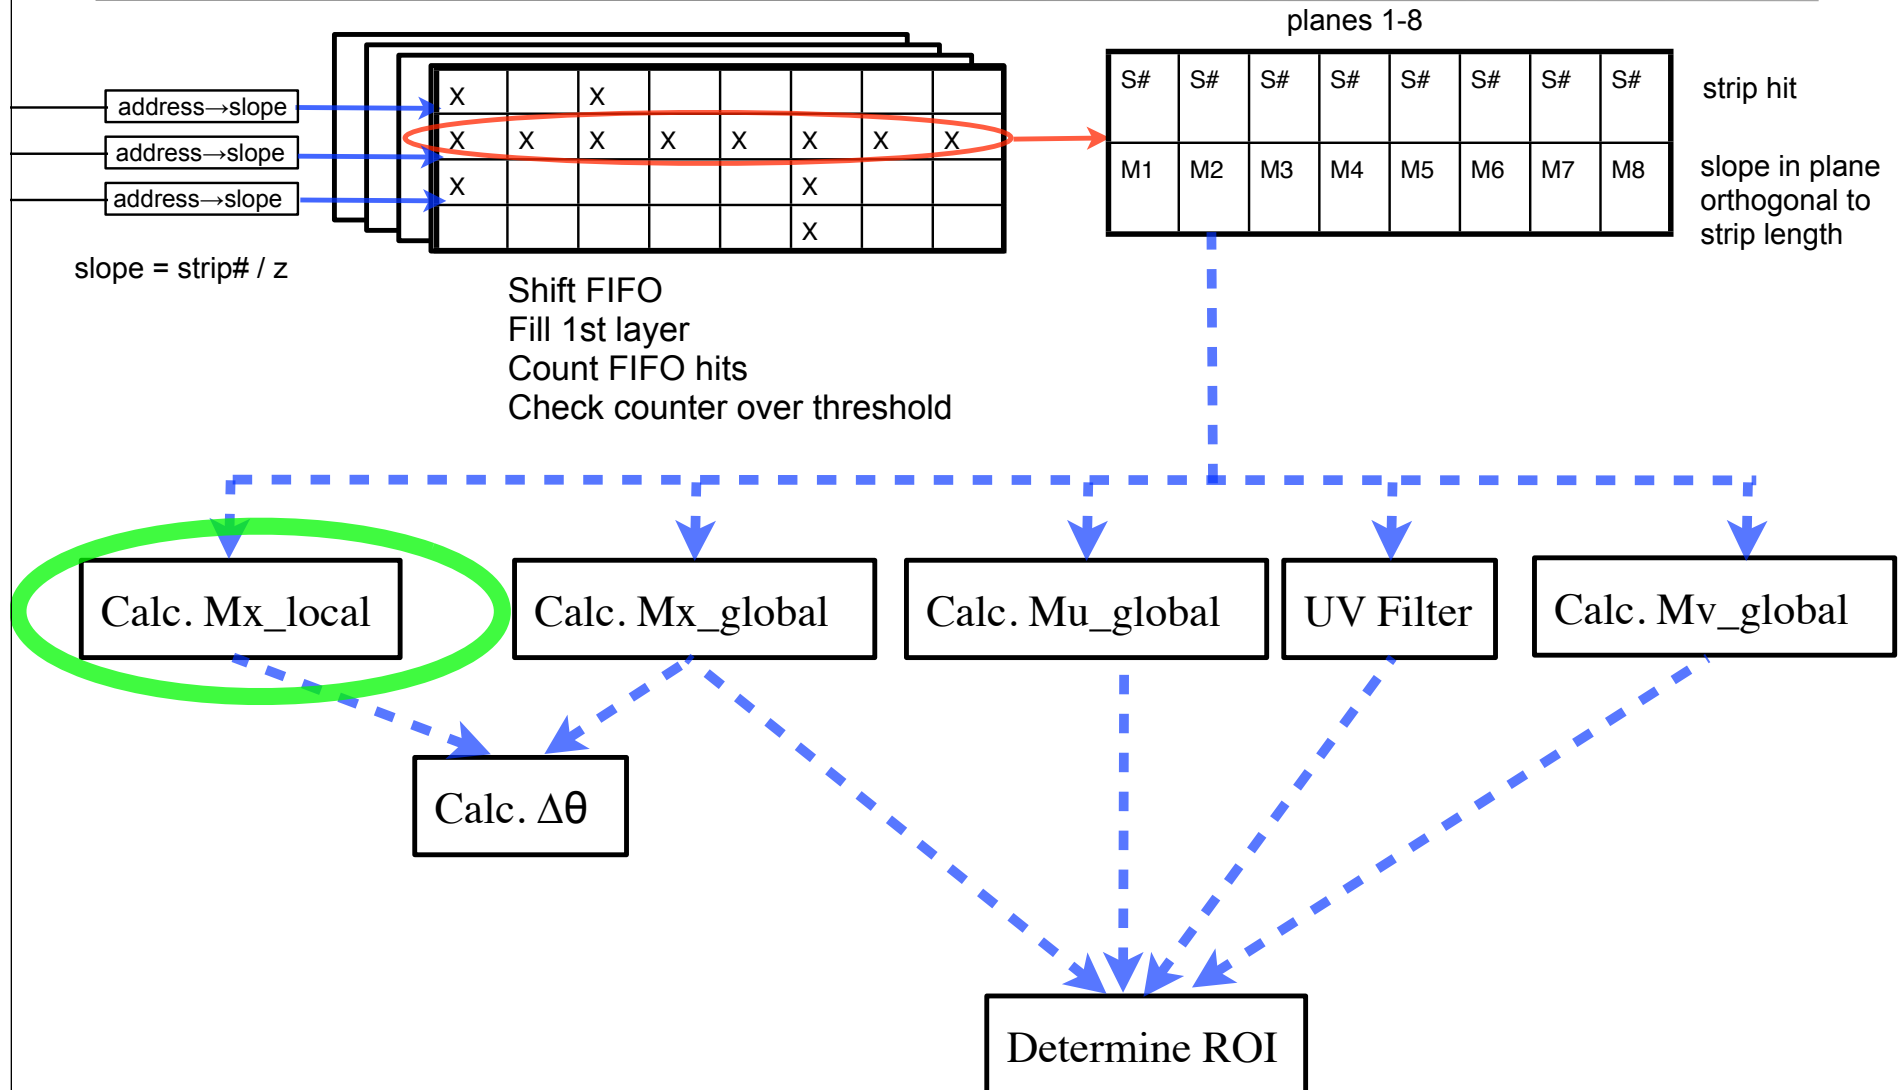 planes 1-8
address→slope
address→slope
address→slope
slope = strip# / z
X X
X X X X X X X X
X X
X
S# S# S# S# S# S# S# S#
strip hit
M1 M2 M3 M4 M5 M6 M7 M8
slope in plane
orthogonal to
strip length
Shift FIFO
Fill 1st layer
Count FIFO hits
Check counter over threshold
Calc. Mx_local
Calc. Mx_global
Calc. Mu_global
UV Filter
Calc. Mv_global
Calc. Δθ
Determine ROI